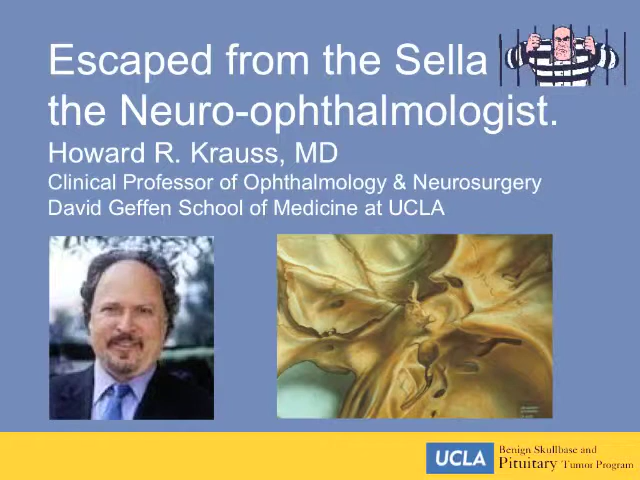 Escaped from the Sella
the Neuro-ophthalmologist.
Howard R. Krauss, MD
Clinical Professor of Ophthalmology & Neurosurgery
David Geffen School of Medicine at UCLA
UCLA
Benign Skullbase and
Pituitary Tumor Program